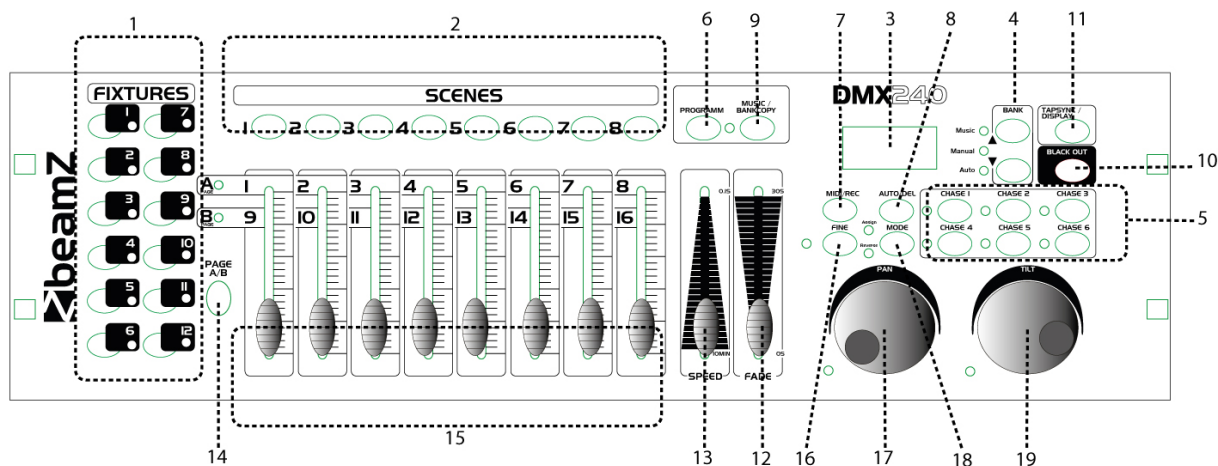 1 2 6 9 7 3 8 4 11
beamZ
FIXTURES
1 7
2 8
3 9
4 10
5 11
6 12
SCENES
1 2 3 4 5 6 7 8
PROGRAMM
MUSIC /
BANKCOPY
DMX240
BANK
Music
Manual
Auto
TAPSYNC /
DISPLAY
BLACK OUT
10
A
PAGE
1 2 3 4 5 6 7 8
B
PAGE
9 10 11 12 13 14 15 16
PAGE
A/B
0.1S
10MIN
SPEED
30S
0S
FADE
MIDI/REC
AUTO/DEL
FINE
MODE
Assign
Reverse
CHASE 1 CHASE 2 CHASE 3
CHASE 4 CHASE 5 CHASE 6
5
PAN
TILT
14 15 13 12 16 17 18 19